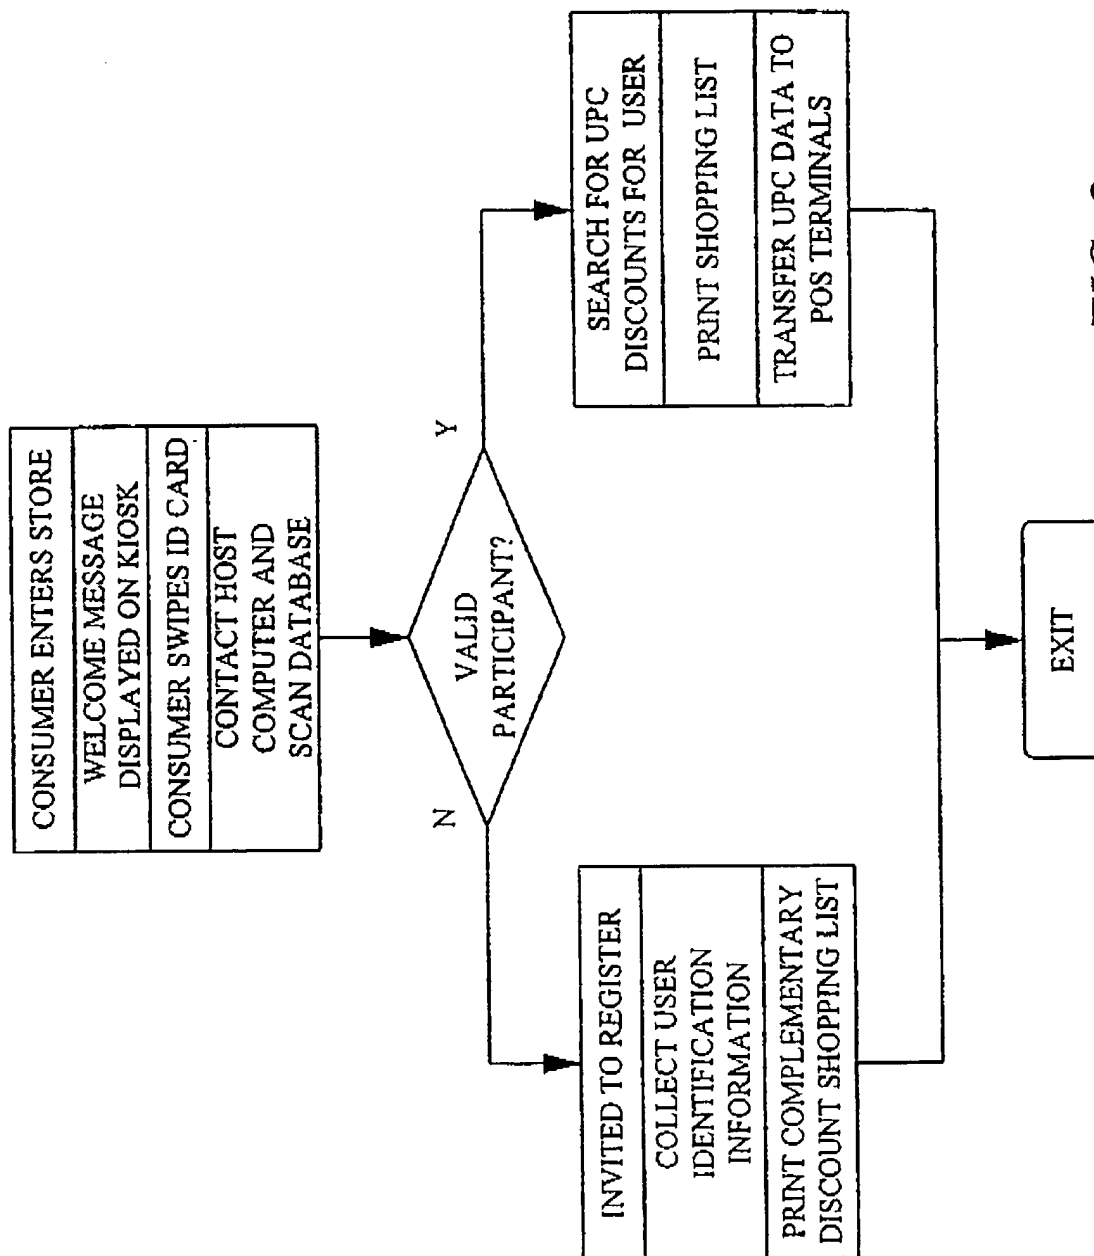 CONSUMER ENTERS STORE
WELCOME MESSAGE
DISPLAYED ON KIOSK
CONSUMER SWIPES ID CARD
CONTACT HOST
COMPUTER AND
SCAN DATABASE
VALID
PARTICIPANT?
N
Y
INVITED TO REGISTER
COLLECT USER
IDENTIFICATION
INFORMATION
PRINT COMPLEMENTARY
DISCOUNT SHOPPING LIST
SEARCH FOR UPC
DISCOUNTS FOR USER
PRINT SHOPPING LIST
TRANSFER UPC DATA TO
POS TERMINALS
EXIT